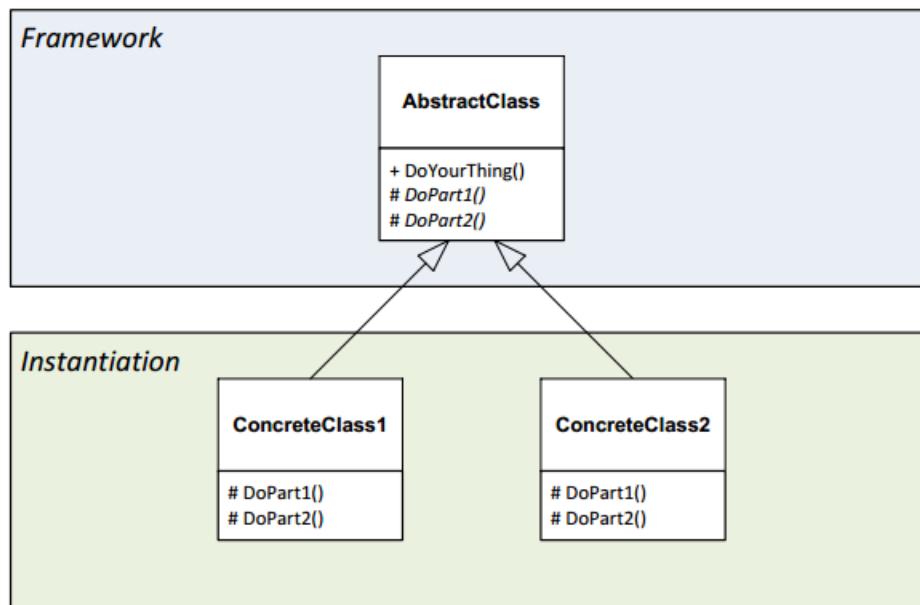 Framework
AbstractClass
+ DoYourThing()
# DoPart1()
# DoPart2()
Instantiation
ConcreteClass1
# DoPart1()
# DoPart2()
ConcreteClass2
# DoPart1()
# DoPart2()